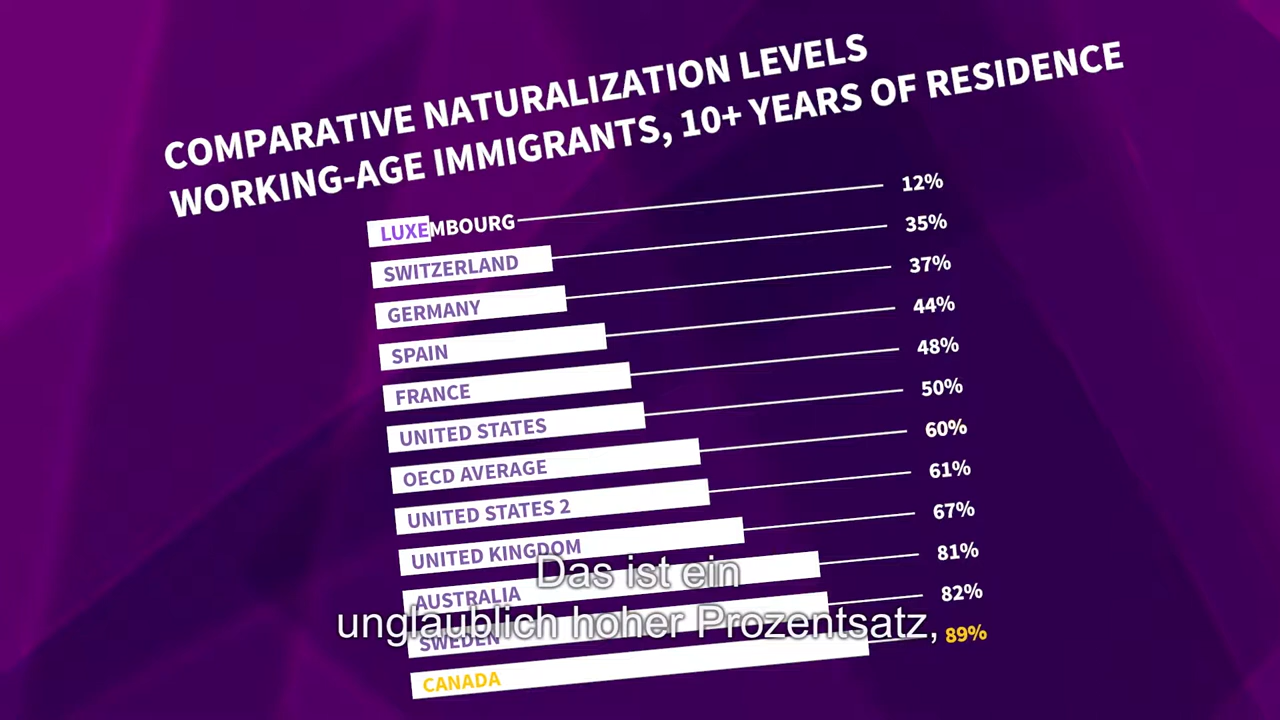 COMPARATIVE NATURALIZATION LEVELS
WORKING-AGE IMMIGRANTS, 10+ YEARS OF RESIDENCE
LUXEMBOURG 12%
SWITZERLAND 35%
GERMANY 37%
SPAIN 44%
FRANCE 48%
UNITED STATES 50%
OECD AVERAGE 60%
UNITED STATES 2 61%
UNITED KINGDOM 67%
AUSTRALIA 81%
SWEDEN 82%
CANADA 89%
Das ist ein
unglaublich hoher Prozentsatz,